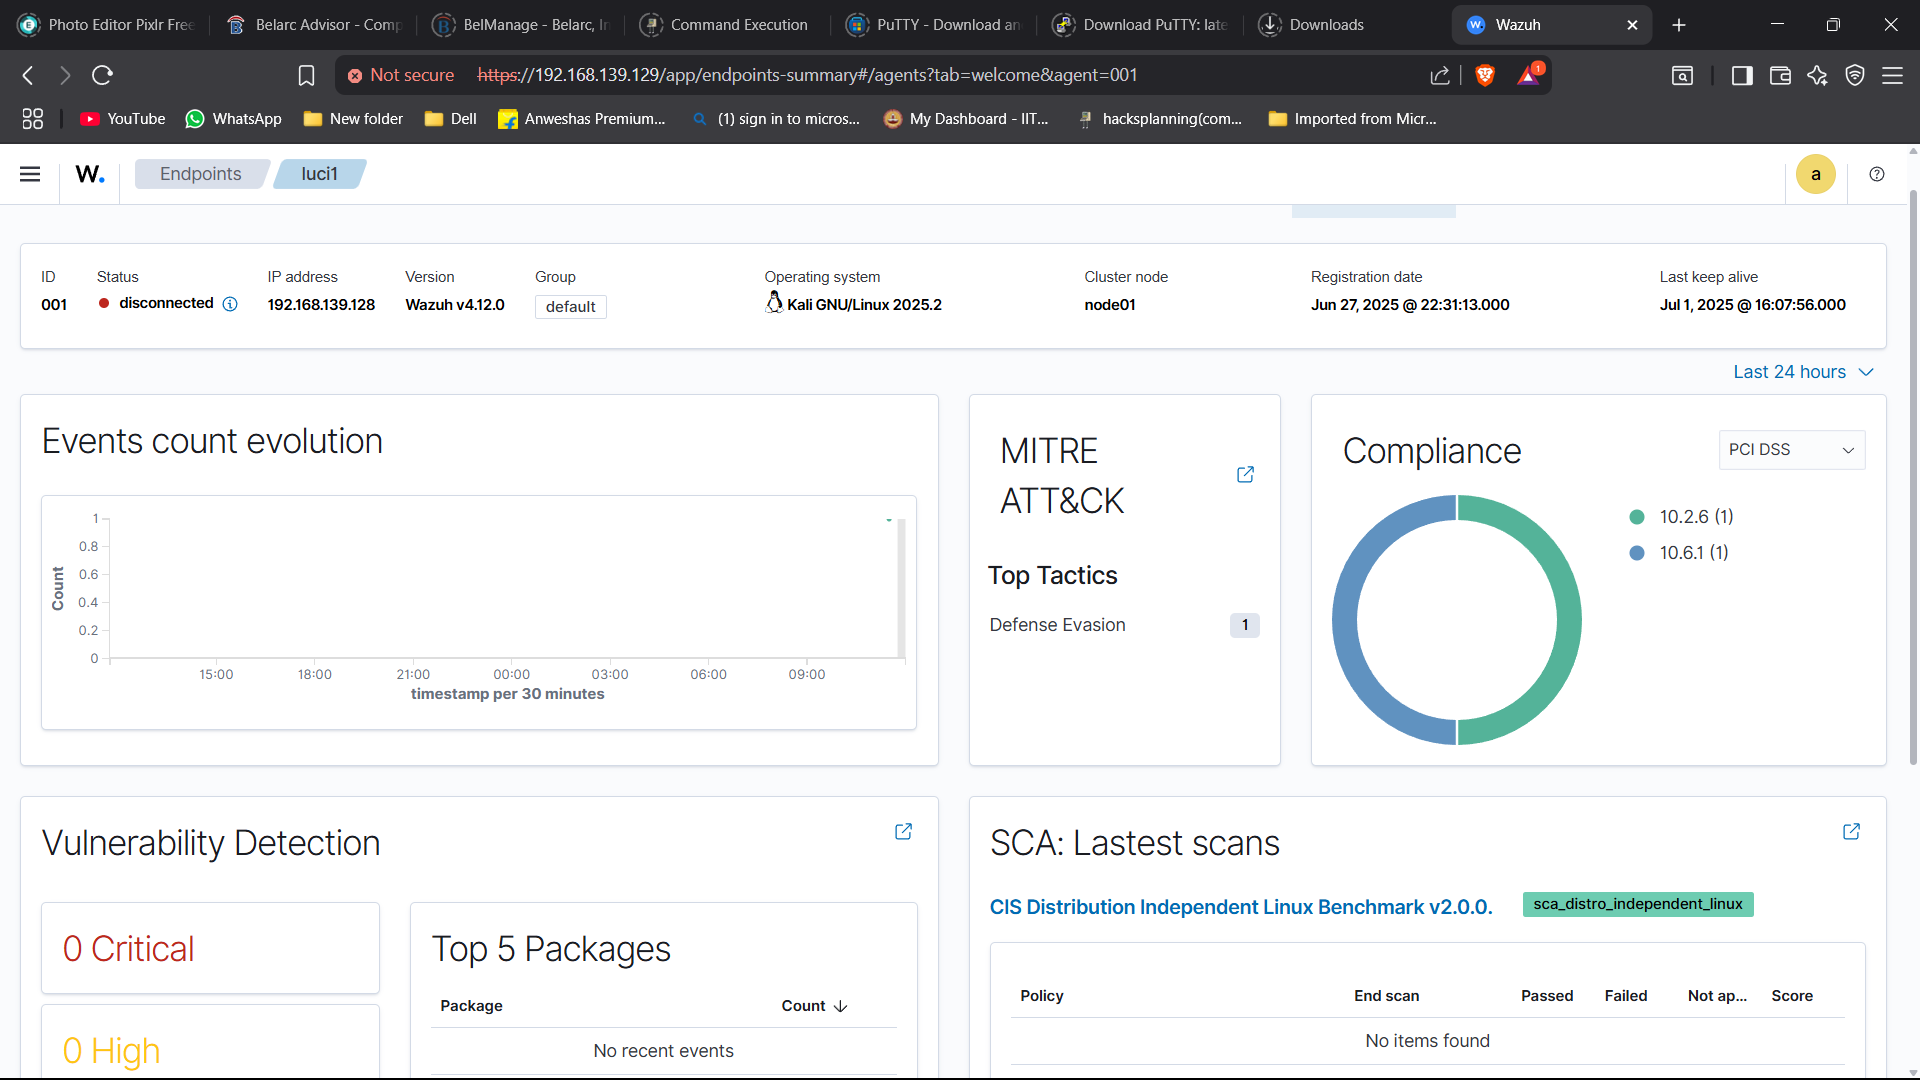 Photo Editor Pixlr Free
Belarc Advisor - Comp
BelManage - Belarc, In
Command Execution
PuTTY - Download an
Download PuTTY: late
Downloads
Wazuh
Not secure https://192.168.139.129/app/endpoints-summary#/agents?tab=welcome&agent=001
1
YouTube
WhatsApp
New folder
Dell
Anweshas Premium...
(1) sign in to micros...
My Dashboard - IIT...
hacksplanning(com...
Imported from Micr...
W.
Endpoints
luci1
a
ID Status IP address Version Group Operating system Cluster node Registration date Last keep alive
001 disconnected 192.168.139.128 Wazuh v4.12.0 default Kali GNU/Linux 2025.2 node01 Jun 27, 2025 @ 22:31:13.000 Jul 1, 2025 @ 16:07:56.000
Last 24 hours
Events count evolution
Count
1
0.8
0.6
0.4
0.2
0
15:00 18:00 21:00 00:00 03:00 06:00 09:00
timestamp per 30 minutes
MITRE
ATT&CK
Top Tactics
Defense Evasion 1
Compliance
PCI DSS
10.2.6 (1)
10.6.1 (1)
Vulnerability Detection
0 Critical
0 High
Top 5 Packages
Package Count
No recent events
SCA: Lastest scans
CIS Distribution Independent Linux Benchmark v2.0.0. sca_distro_independent_linux
Policy End scan Passed Failed Not ap... Score
No items found